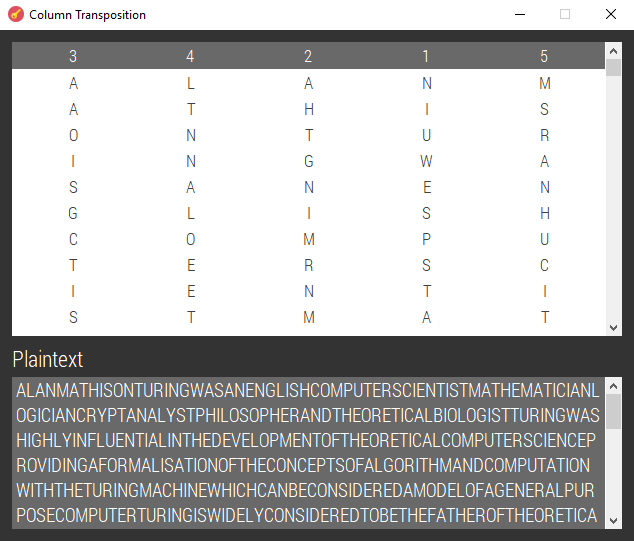 Column Transposition
3 4 2 1 5
A L A N M
A T H I S
O N T U R
I N G W A
S A N E N
G L I S H
C O M P U
T E R S C
I E N T I
S T M A T
Plaintext
ALANMATHISONTURINGWASANENGLISHCOMPUTERSCIENTISTMATHEMATICIANL
OGICIANCRYPTANALYSTPHILOSOPHERANDTHEORETICALBIOLOGISTTURINGWAS
HIGHLYINFLUENTIALINTHEDEVELOPMENTOFTHEORETICALCOMPUTERSCIENCEP
ROVIDINGAFORMALISATIONOFTHECONCEPTSOFALGORITHMANDCOMPUTATION
WITHTHETURINGMACHINEWHICHCANBECONSIDEREDAMODELOFAGENERALPUR
POSECOMPUTERTURINGISWIDELYCONSIDEREDTOBETHEFATHEROFTHEORETICA